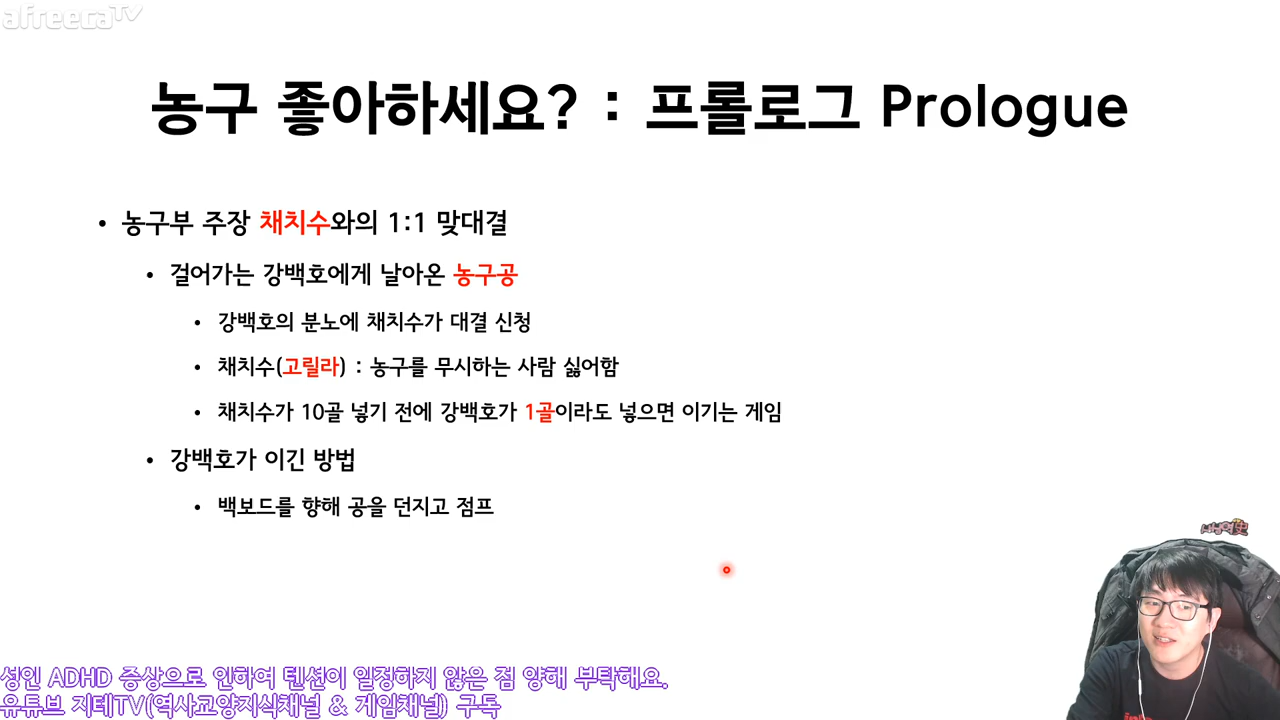 afreecaTV
농구 좋아하세요? : 프롤로그 Prologue
• 농구부 주장 채치수와의 1:1 맞대결
• 걸어가는 강백호에게 날아온 농구공
• 강백호의 분노에 채치수가 대결 신청
• 채치수(고릴라) : 농구를 무시하는 사람 싫어함
• 채치수가 10골 넣기 전에 강백호가 1골이라도 넣으면 이기는 게임
• 강백호가 이긴 방법
• 백보드를 향해 공을 던지고 점프
성인 ADHD 증상으로 인하여 텐션이 일정하지 않은 점 양해 부탁해요.
유튜브 지테TV(역사교양지식채널 & 게임채널) 구독